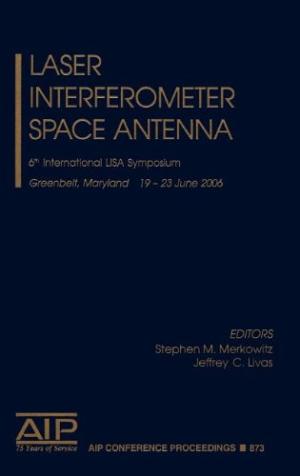 LASER
INTERFEROMETER
SPACE ANTENNA
6th International LISA Symposium
Greenbelt, Maryland 19 – 23 June 2006
EDITORS
Stephen M. Merkowitz
Jeffrey C. Livas
AIP
75 Years of Service
AIP CONFERENCE PROCEEDINGS ■ 873